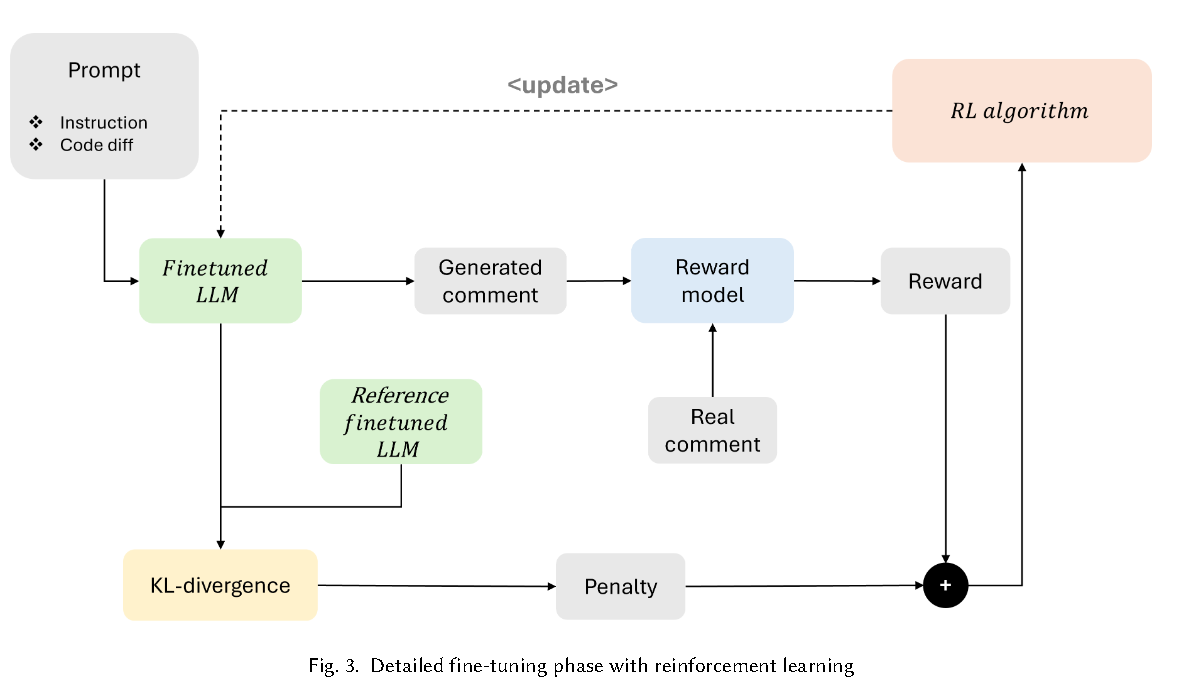 Prompt
❖ Instruction
❖ Code diff
<update>
RL algorithm
Finetuned
LLM
Generated
comment
Reward
model
Reward
Reference
finetuned
LLM
Real
comment
KL-divergence
Penalty
+
Fig. 3. Detailed fine-tuning phase with reinforcement learning